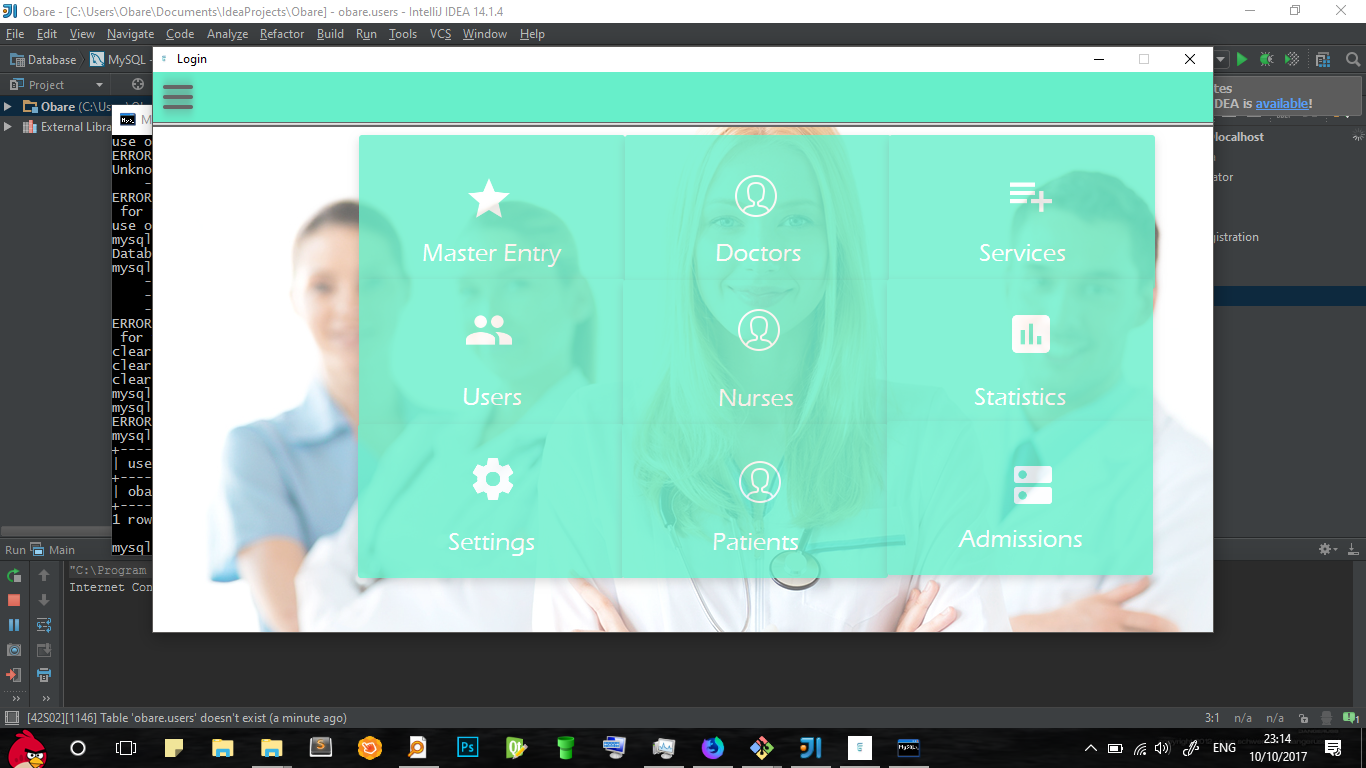 Obare - [C:\Users\Obare\Documents\IdeaProjects\Obare] - obare.users - IntelliJ IDEA 14.1.4
File Edit View Navigate Code Analyze Refactor Build Run Tools VCS Window Help
Database MySQL -
Login
Project
tes
IDEA is available!
Obare (C:\Us
External Libra
M
localhost
ator
istration
use o
ERROR
Unkno
-
ERROR
for
use o
mysql
Datab
mysql
-
-
-
ERROR
for
clear
clear
clear
mysql
mysql
ERROR
mysql
+----
| use
+----
| oba
+----
1 row
mysql
Master Entry
Doctors
Services
Users
Nurses
Statistics
Settings
Patients
Admissions
Run Main
"C:\Program
Internet Con
[42S02][1146] Table 'obare.users' doesn't exist (a minute ago)
3:1 n/a n/a
1
ENG
23:14
10/10/2017